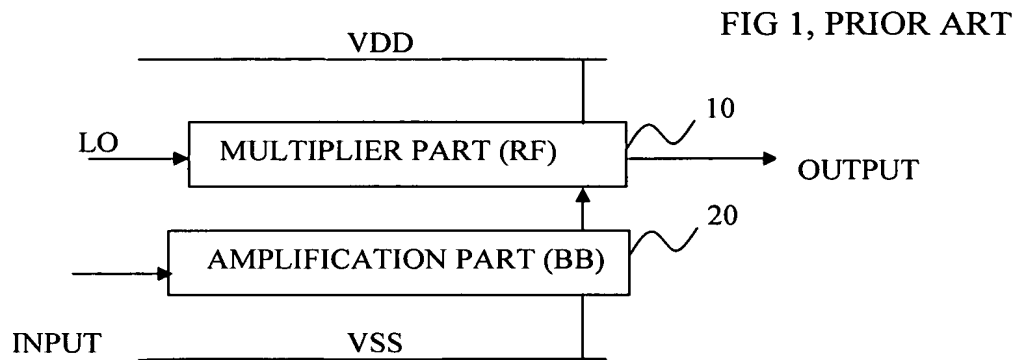 FIG 1, PRIOR ART
VDD
10
LO
MULTIPLIER PART (RF)
OUTPUT
20
AMPLIFICATION PART (BB)
INPUT
VSS